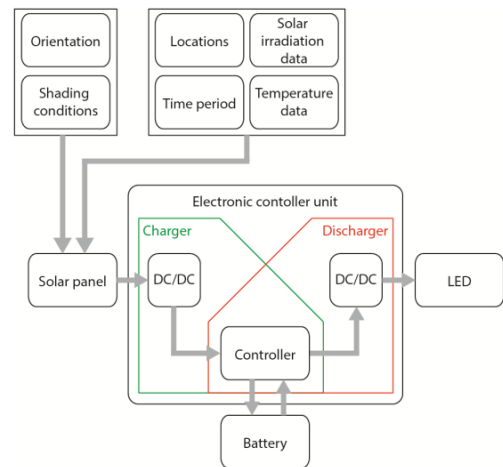 Orientation
Shading
conditions
Locations
Solar
irradiation
data
Time period
Temperature
data
Electronic contoller unit
Charger
Discharger
Solar panel
DC/DC
DC/DC
LED
Controller
Battery